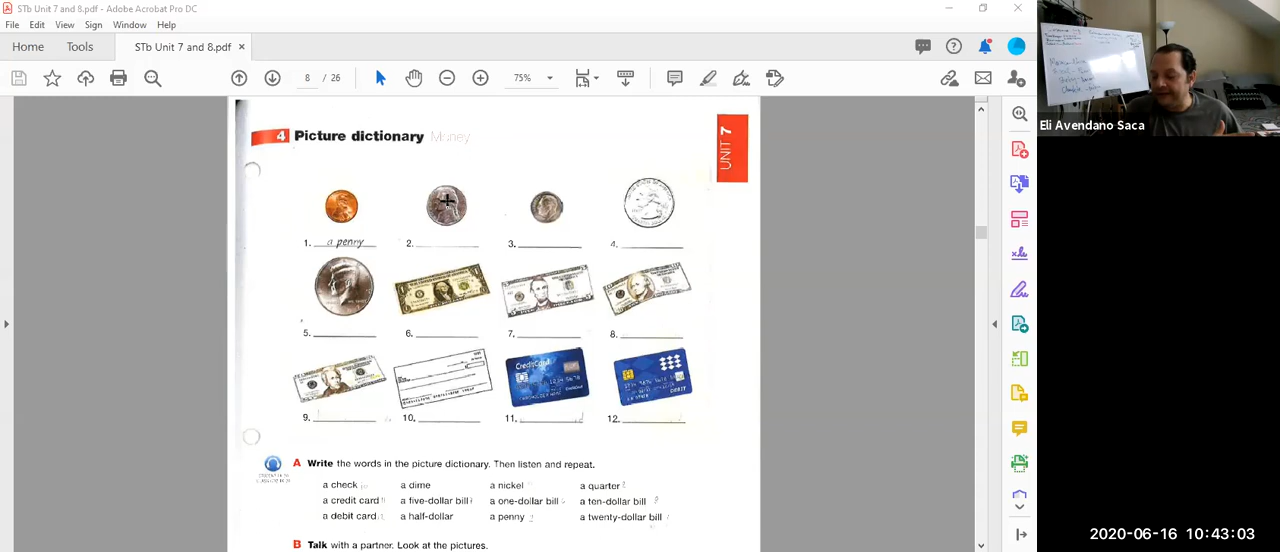 STb Unit 7 and 8.pdf - Adobe Acrobat Pro DC
File Edit View Sign Window Help
Home Tools STb Unit 7 and 8.pdf ×
8 / 26 75%
4 Picture dictionary Money
UNIT 7
1. a penny 2. 3. 4.
5. 6. 7. 8.
9. 10. 11. 12.
CreditCard
DEBIT
A Write the words in the picture dictionary. Then listen and repeat.
a check a dime a nickel a quarter
a credit card a five-dollar bill a one-dollar bill a ten-dollar bill
a debit card a half-dollar a penny a twenty-dollar bill
B Talk with a partner. Look at the pictures.
Eli Avendano Saca
2020-06-16 10:43:03